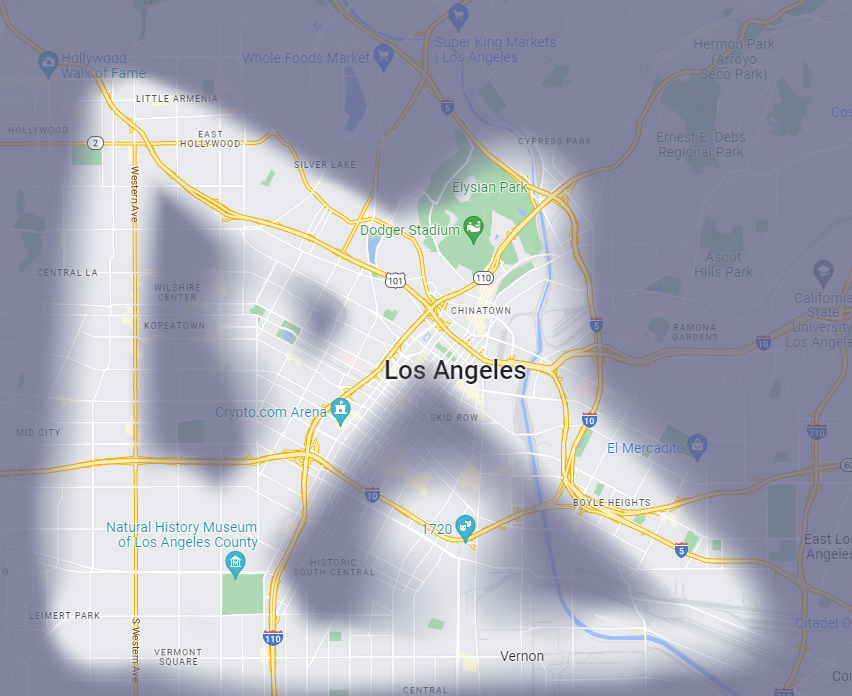 Super King Markets
| Los Angeles
Hermon Park
(Arroyo
Seco Park)
Hollywood
Walk of Fame
Whole Foods Market
LITTLE ARMENIA
5
HOLLYWOOD
EAST
HOLLYWOOD
2
CYPRESS PARK
Ernest E. Debs
Regional Park
SILVER LAKE
Western Ave
Elysian Park
Dodger Stadium
CENTRAL LA
Ascot
Hills Park
101
110
WILSHIRE
CENTER
California
State
University
Los Angele
KOREATOWN
CHINATOWN
5
RAMONA
GARDENS
10
Los Angeles
Crypto.com Arena
SKID ROW
10
MID CITY
710
El Mercadito
60
10
BOYLE HEIGHTS
Natural History Museum
of Los Angeles County
1720
5
East Lo
Angeles
HISTORIC
SOUTH CENTRAL
W
LEIMERT PARK
S Western Ave
110
Citadel O
VERMONT
SQUARE
Vernon
CENTRAL